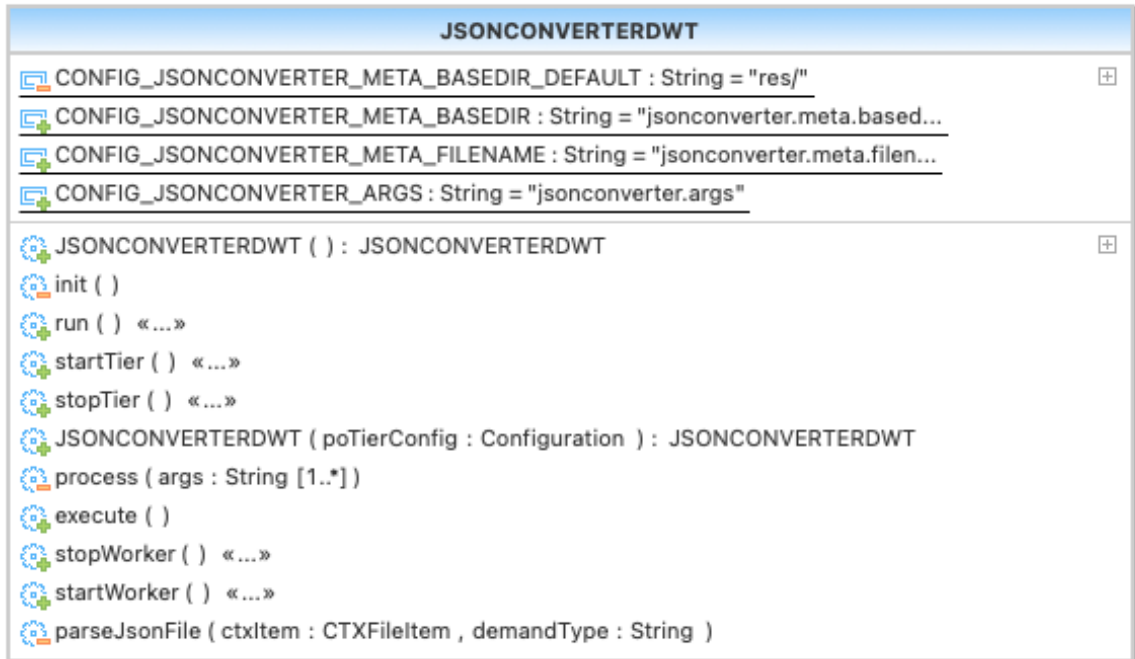 JSONCONVERTERDWT
CONFIG_JSONCONVERTER_META_BASEDIR_DEFAULT : String = "res/"
CONFIG_JSONCONVERTER_META_BASEDIR : String = "jsonconverter.meta.based...
CONFIG_JSONCONVERTER_META_FILENAME : String = "jsonconverter.meta.filen...
CONFIG_JSONCONVERTER_ARGS : String = "jsonconverter.args"
JSONCONVERTERDWT ( ) : JSONCONVERTERDWT
init ( )
run ( ) «...»
startTier ( ) «...»
stopTier ( ) «...»
JSONCONVERTERDWT ( poTierConfig : Configuration ) : JSONCONVERTERDWT
process ( args : String [1..*] )
execute ( )
stopWorker ( ) «...»
startWorker ( ) «...»
parseJsonFile ( ctxItem : CTXFileItem , demandType : String )